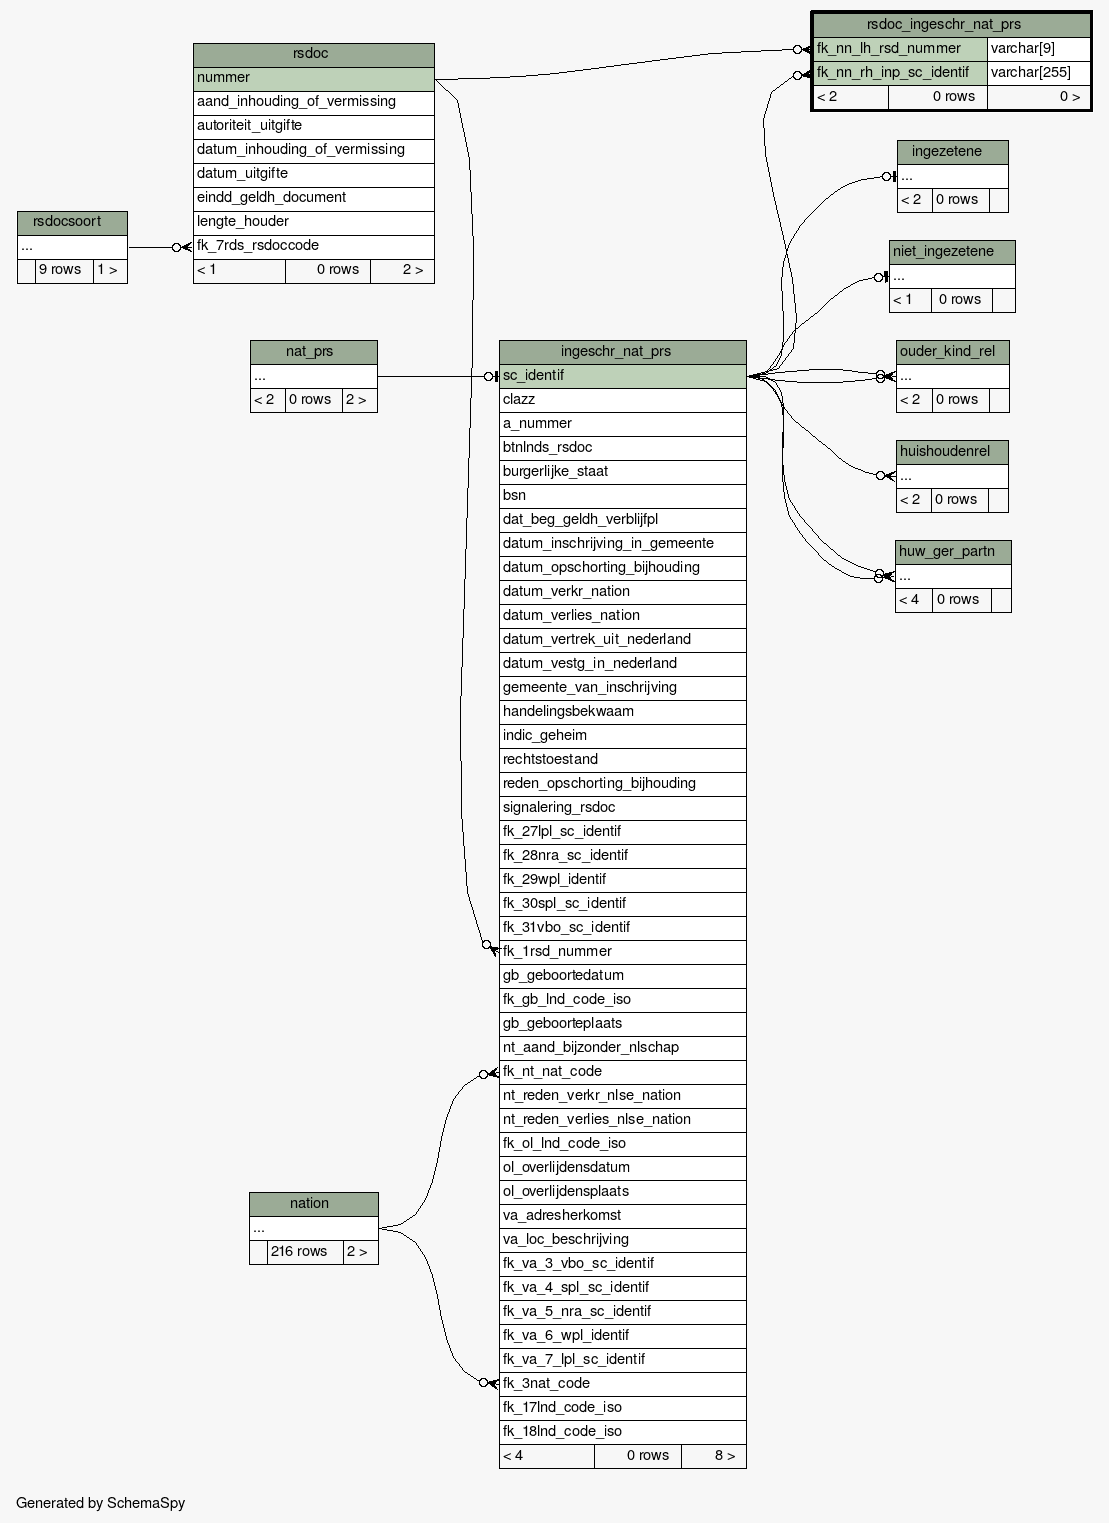 rsdoc_ingeschr_nat_prs
fk_nn_lh_rsd_nummer varchar[9]
fk_nn_rh_inp_sc_identif varchar[255]
< 2 0 rows 0 >
rsdoc
nummer
aand_inhouding_of_vermissing
autoriteit_uitgifte
datum_inhouding_of_vermissing
datum_uitgifte
eindd_geldh_document
lengte_houder
fk_7rds_rsdoccode
< 1 0 rows 2 >
ingezetene
...
< 2 0 rows
rsdocsoort
...
9 rows 1 >
niet_ingezetene
...
< 1 0 rows
nat_prs
...
< 2 0 rows 2 >
ingeschr_nat_prs
sc_identif
clazz
a_nummer
btnlnds_rsdoc
burgerlijke_staat
bsn
dat_beg_geldh_verblijfpl
datum_inschrijving_in_gemeente
datum_opschorting_bijhouding
datum_verkr_nation
datum_verlies_nation
datum_vertrek_uit_nederland
datum_vestg_in_nederland
gemeente_van_inschrijving
handelingsbekwaam
indic_geheim
rechtstoestand
reden_opschorting_bijhouding
signalering_rsdoc
fk_27lpl_sc_identif
fk_28nra_sc_identif
fk_29wpl_identif
fk_30spl_sc_identif
fk_31vbo_sc_identif
fk_1rsd_nummer
gb_geboortedatum
fk_gb_lnd_code_iso
gb_geboorteplaats
nt_aand_bijzonder_nlschap
fk_nt_nat_code
nt_reden_verkr_nlse_nation
nt_reden_verlies_nlse_nation
fk_ol_lnd_code_iso
ol_overlijdensdatum
ol_overlijdensplaats
va_adresherkomst
va_loc_beschrijving
fk_va_3_vbo_sc_identif
fk_va_4_spl_sc_identif
fk_va_5_nra_sc_identif
fk_va_6_wpl_identif
fk_va_7_lpl_sc_identif
fk_3nat_code
fk_17lnd_code_iso
fk_18lnd_code_iso
< 4 0 rows 8 >
ouder_kind_rel
...
< 2 0 rows
huishoudenrel
...
< 2 0 rows
huw_ger_partn
...
< 4 0 rows
nation
...
216 rows 2 >
Generated by SchemaSpy